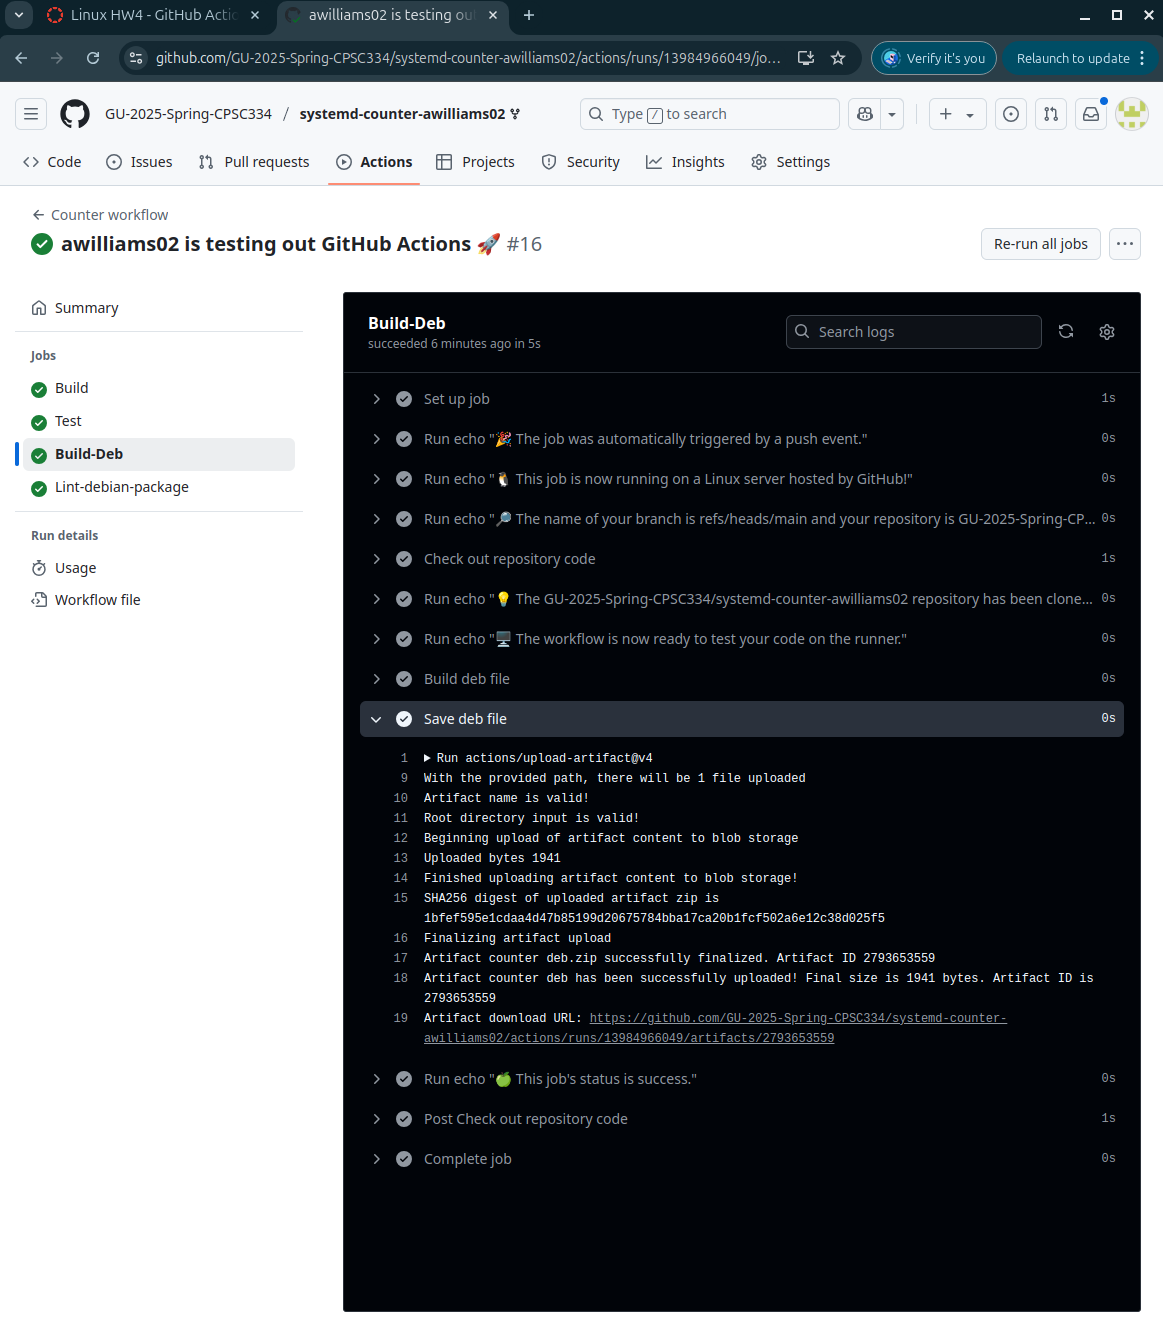 Linux HW4 - GitHub Actic
awilliams02 is testing ou
github.com/GU-2025-Spring-CPSC334/systemd-counter-awilliams02/actions/runs/13984966049/jo...
Verify it's you
Relaunch to update
GU-2025-Spring-CPSC334 / systemd-counter-awilliams02
Type / to search
Code
Issues
Pull requests
Actions
Projects
Security
Insights
Settings
Counter workflow
awilliams02 is testing out GitHub Actions 🚀 #16
Re-run all jobs
Summary
Jobs
Build
Test
Build-Deb
Lint-debian-package
Run details
Usage
Workflow file
Build-Deb
succeeded 6 minutes ago in 5s
Search logs
Set up job 1s
Run echo "🎉 The job was automatically triggered by a push event." 0s
Run echo "🐧 This job is now running on a Linux server hosted by GitHub!" 0s
Run echo "🔎 The name of your branch is refs/heads/main and your repository is GU-2025-Spring-CP... 0s
Check out repository code 1s
Run echo "💡 The GU-2025-Spring-CPSC334/systemd-counter-awilliams02 repository has been clone... 0s
Run echo "🖥️ The workflow is now ready to test your code on the runner." 0s
Build deb file 0s
Save deb file 0s
1 ▶ Run actions/upload-artifact@v4
9 With the provided path, there will be 1 file uploaded
10 Artifact name is valid!
11 Root directory input is valid!
12 Beginning upload of artifact content to blob storage
13 Uploaded bytes 1941
14 Finished uploading artifact content to blob storage!
15 SHA256 digest of uploaded artifact zip is
1bfef595e1cdaa4d47b85199d20675784bba17ca20b1fcf502a6e12c38d025f5
16 Finalizing artifact upload
17 Artifact counter deb.zip successfully finalized. Artifact ID 2793653559
18 Artifact counter deb has been successfully uploaded! Final size is 1941 bytes. Artifact ID is
2793653559
19 Artifact download URL: https://github.com/GU-2025-Spring-CPSC334/systemd-counter-
awilliams02/actions/runs/13984966049/artifacts/2793653559
Run echo "🍏 This job's status is success." 0s
Post Check out repository code 1s
Complete job 0s